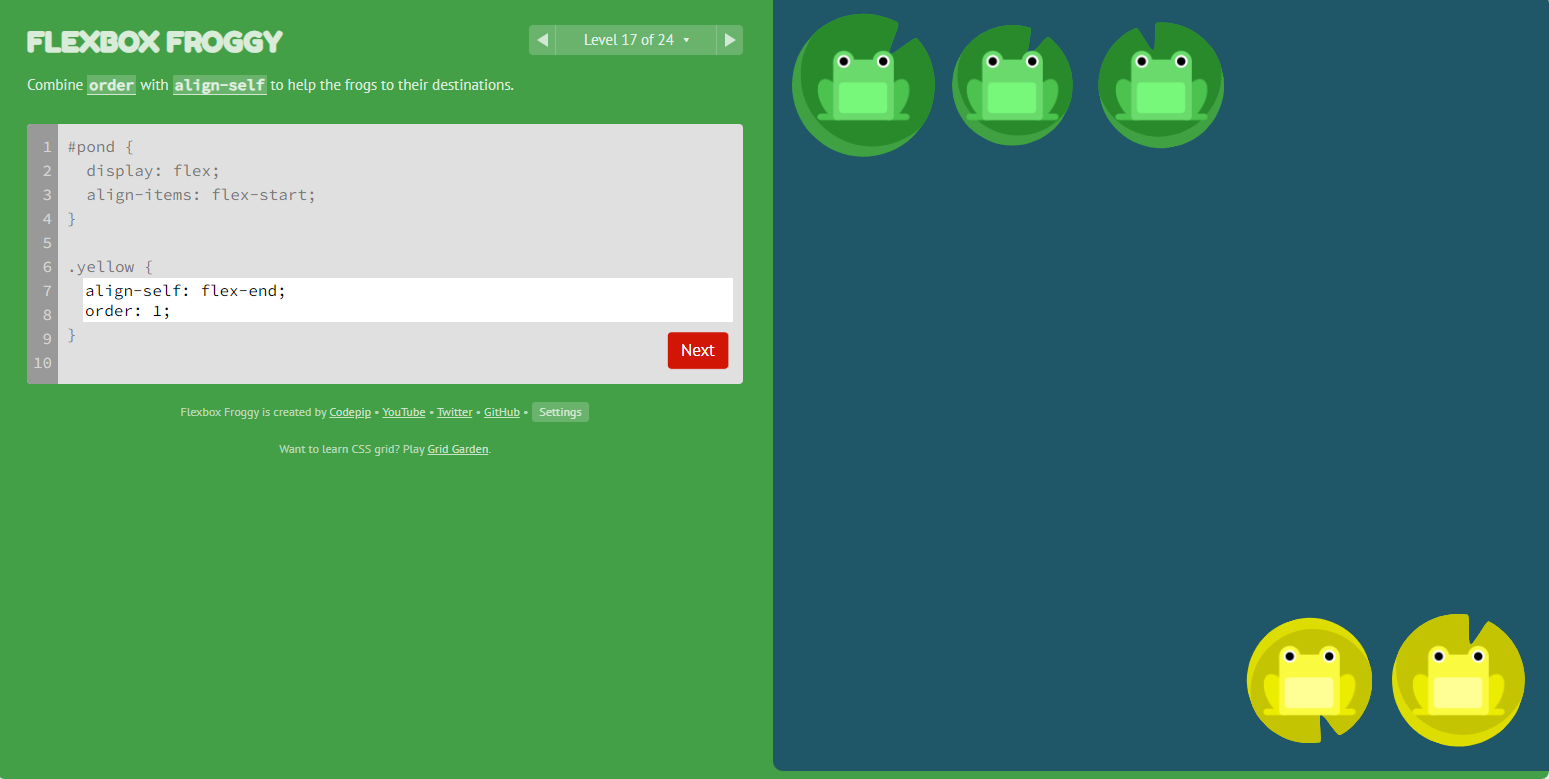 FLEXBOX FROGGY
Level 17 of 24
Combine order with align-self to help the frogs to their destinations.
1 #pond {
2 display: flex;
3 align-items: flex-start;
4 }
5
6 .yellow {
7 align-self: flex-end;
8 order: 1;
9 }
10
Next
Flexbox Froggy is created by Codepip • YouTube • Twitter • GitHub • Settings
Want to learn CSS grid? Play Grid Garden.